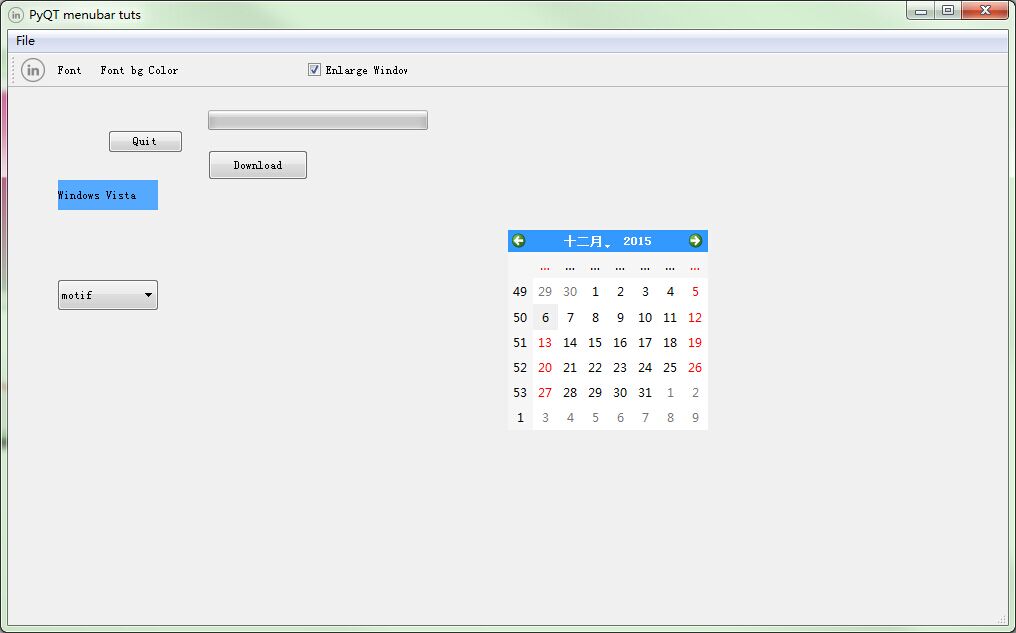 in PyQT menubar tuts
File
in Font Font bg Color Enlarge Window
Quit
Download
Windows Vista
motif
十二月 2015
... ... ... ... ... ... ...
49 29 30 1 2 3 4 5
50 6 7 8 9 10 11 12
51 13 14 15 16 17 18 19
52 20 21 22 23 24 25 26
53 27 28 29 30 31 1 2
1 3 4 5 6 7 8 9